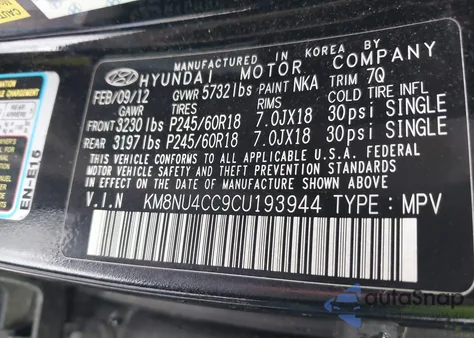 MANUFACTURED IN KOREA BY
HYUNDAI MOTOR COMPANY
FEB/09/12 GVWR 5732lbs PAINT NKA TRIM 7Q
GAWR TIRES RIMS COLD TIRE INFL
FRONT 3230lbs P245/60R18 7.0JX18 30psi SINGLE
REAR 3197lbs P245/60R18 7.0JX18 30psi SINGLE
THIS VEHICLE CONFORMS TO ALL APPLICABLE U.S.A. FEDERAL
MOTOR VEHICLE SAFETY AND THEFT PREVENTION STANDARDS
IN EFFECT ON THE DATE OF MANUFACTURE SHOWN ABOVE.
V.I.N KM8NU4CC9CU193944 TYPE : MPV
EN-E16
autoSnap